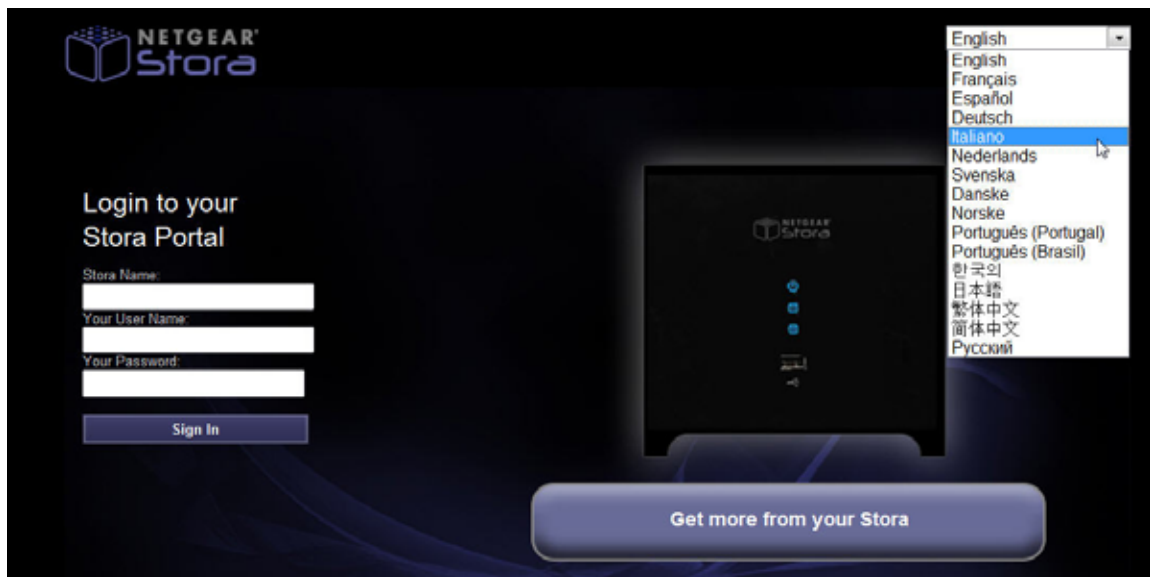 NETGEAR
Stora
English
English
Français
Español
Deutsch
Italiano
Nederlands
Svenska
Danske
Norske
Português (Portugal)
Português (Brasil)
한국의
日本語
繁体中文
简体中文
Русский
Login to your
Stora Portal
Stora Name:
Your User Name:
Your Password:
Sign In
NETGEAR
Stora
Get more from your Stora